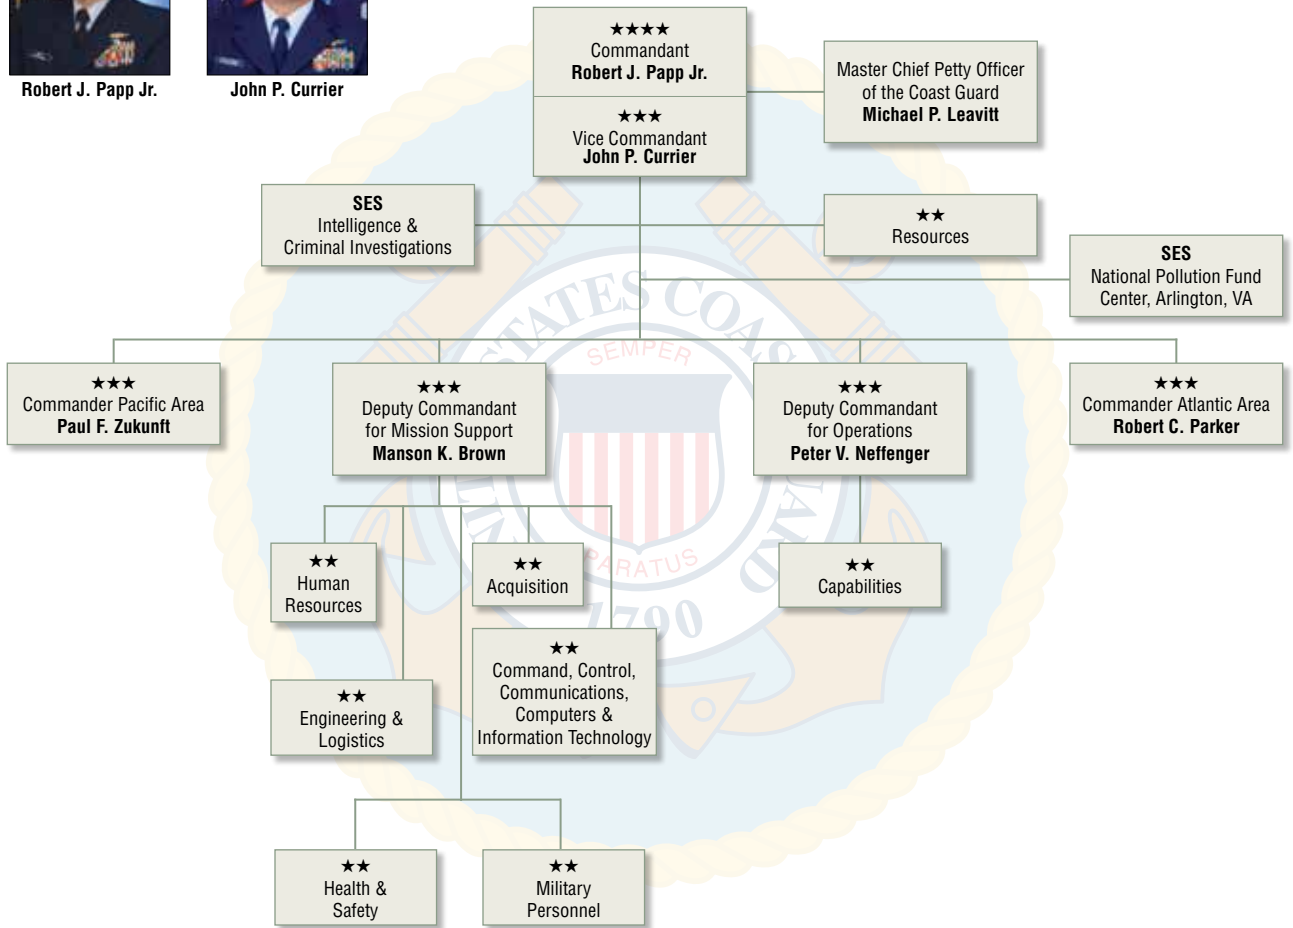 Robert J. Papp Jr.
John P. Currier
★★★★
Commandant
Robert J. Papp Jr.
★★★
Vice Commandant
John P. Currier
Master Chief Petty Officer
of the Coast Guard
Michael P. Leavitt
SES
Intelligence &
Criminal Investigations
★★
Resources
SES
National Pollution Fund
Center, Arlington, VA
★★★
Commander Pacific Area
Paul F. Zukunft
★★★
Deputy Commandant
for Mission Support
Manson K. Brown
★★★
Deputy Commandant
for Operations
Peter V. Neffenger
★★★
Commander Atlantic Area
Robert C. Parker
★★
Human
Resources
★★
Acquisition
★★
Capabilities
★★
Engineering &
Logistics
★★
Command, Control,
Communications,
Computers &
Information Technology
★★
Health &
Safety
★★
Military
Personnel
SEMPER
PARATUS
1790